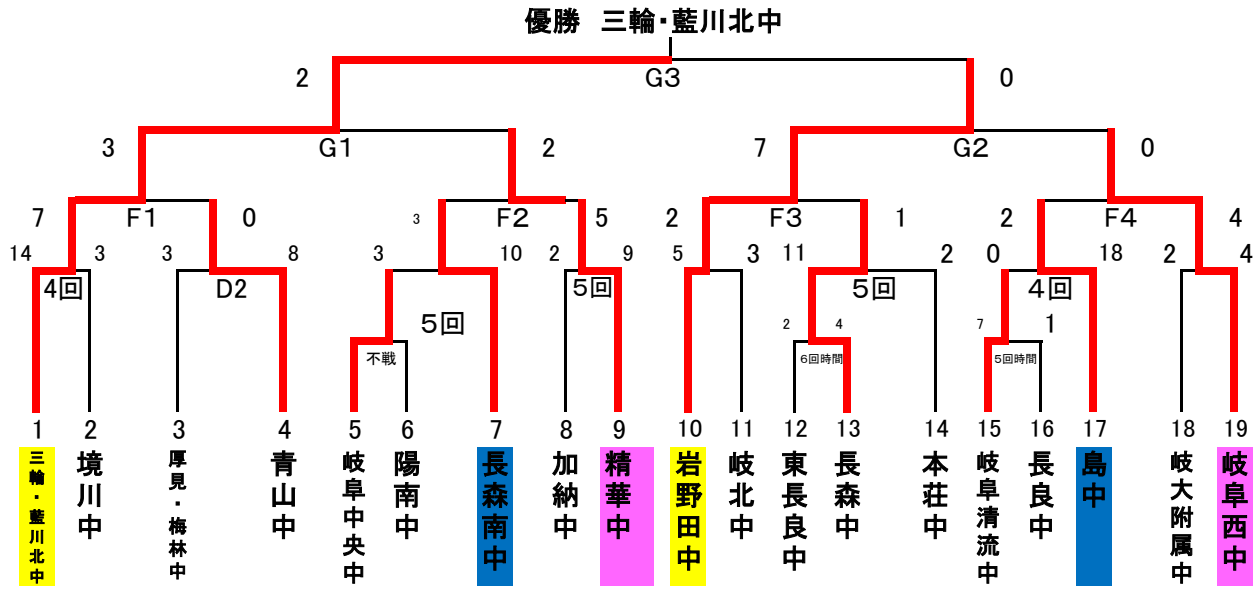 優勝 三輪・藍川北中
2 G3 0
3 G1 2 7 G2 0
7 F1 0 3 F2 5 2 F3 1 2 F4 4
14 3 3 8 3 10 2 9 5 3 11 2 0 18 2 4
4回 D2 5回 5回 4回
5回 2 4 7 1
不戦 6回時間 5回時間
1 2 3 4 5 6 7 8 9 10 11 12 13 14 15 16 17 18 19
三輪・藍川北中
境川中
厚見・梅林中
青山中
岐阜中央中
陽南中
長森南中
加納中
精華中
岩野田中
岐北中
東長良中
長森中
本荘中
岐阜清流中
長良中
島中
岐大附属中
岐阜西中